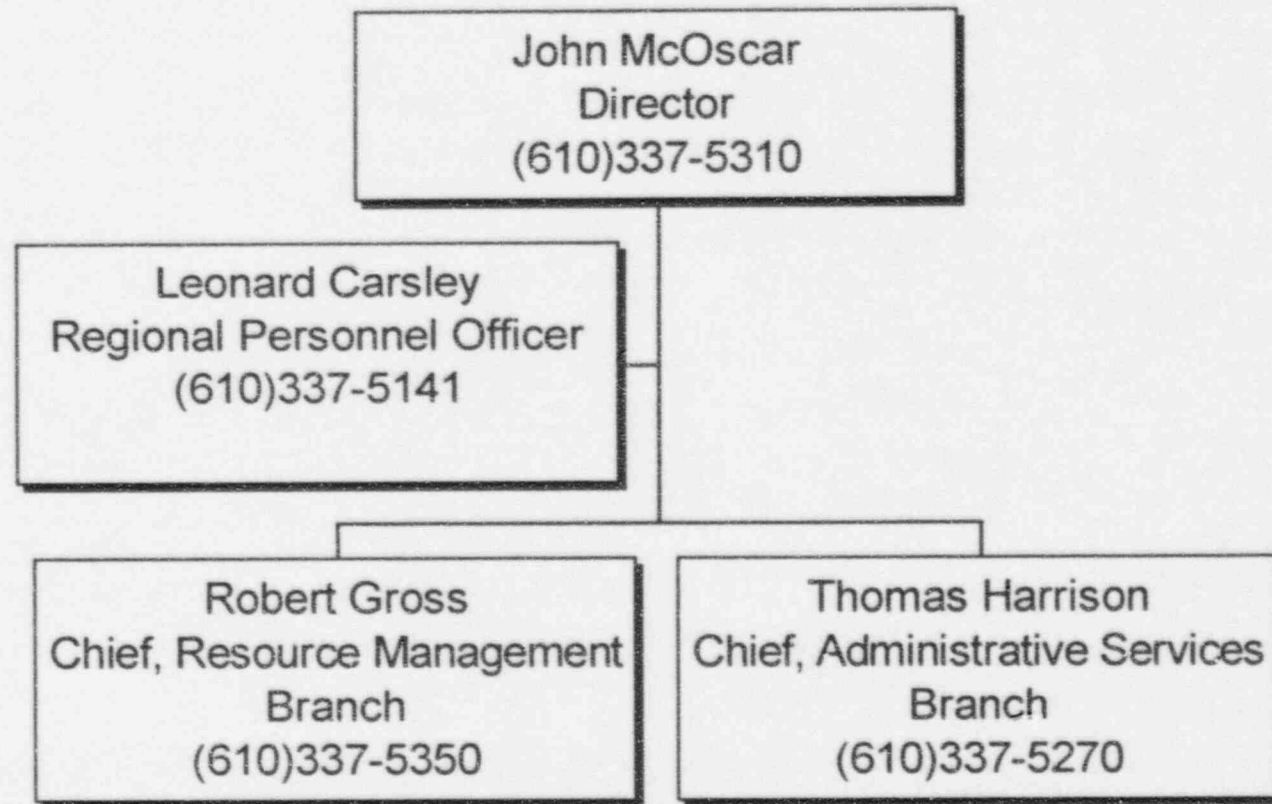 John McOscar
Director
(610)337-5310
Leonard Carsley
Regional Personnel Officer
(610)337-5141
Robert Gross
Chief, Resource Management
Branch
(610)337-5350
Thomas Harrison
Chief, Administrative Services
Branch
(610)337-5270